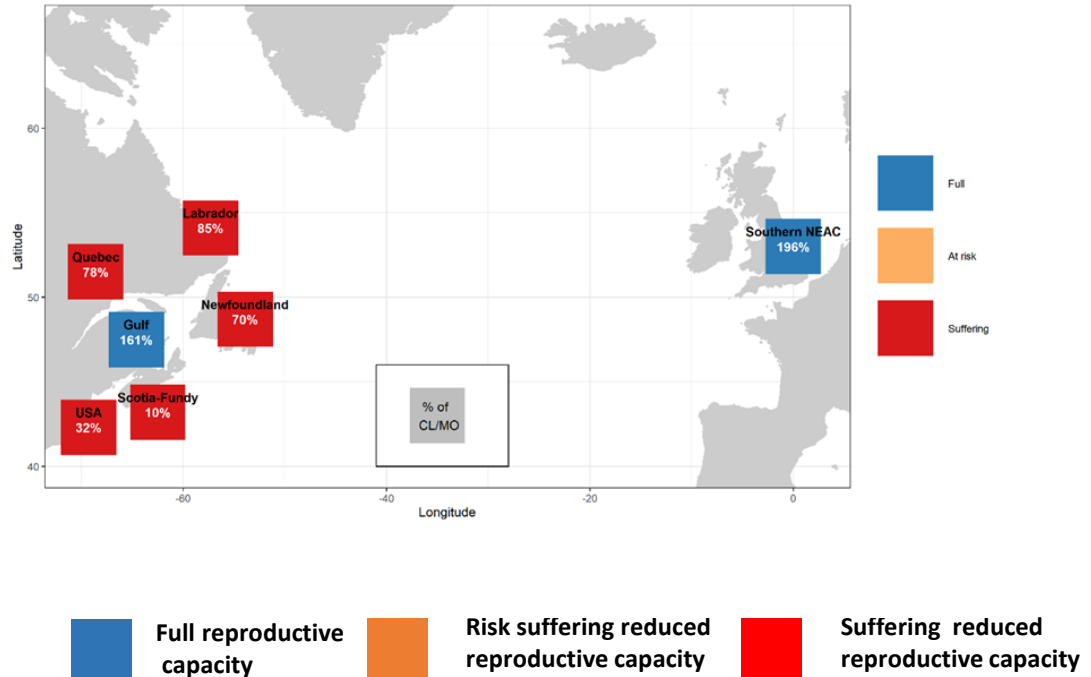 Latitude
60
50
40
Labrador
85%
Quebec
78%
Newfoundland
70%
Gulf
161%
Scotia-Fundy
10%
USA
32%
Southern NEAC
196%
% of
CL/MO
-60
-40
-20
0
Longitude
Full
At risk
Suffering
Full reproductive
capacity
Risk suffering reduced
reproductive capacity
Suffering reduced
reproductive capacity